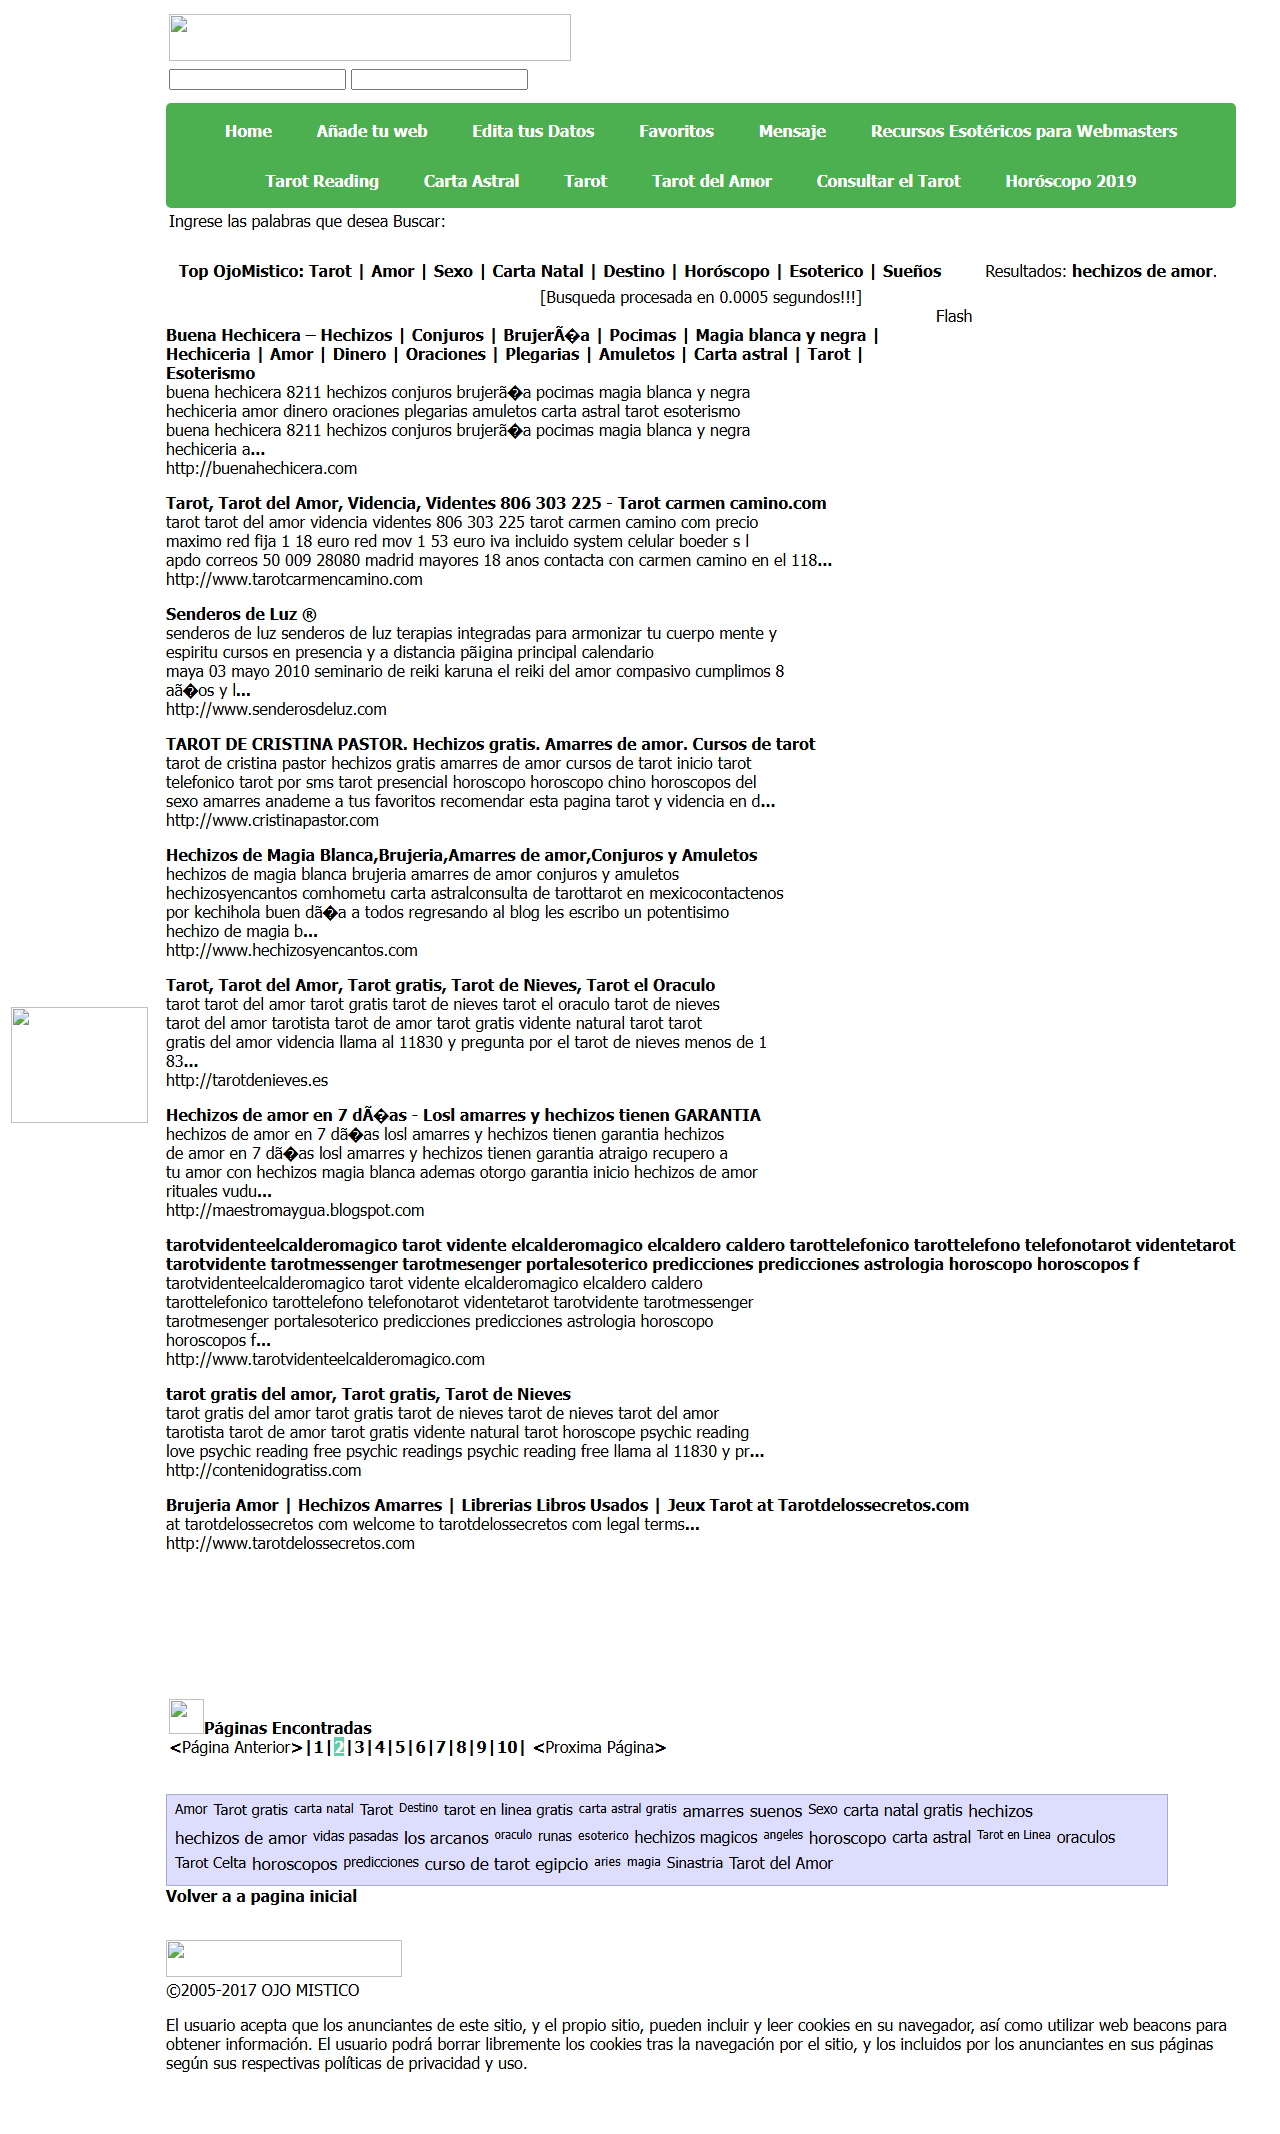 Home Añade tu web Edita tus Datos Favoritos Mensaje Recursos Esotéricos para Webmasters
Tarot Reading Carta Astral Tarot Tarot del Amor Consultar el Tarot Horóscopo 2019
Ingrese las palabras que desea Buscar:
Top OjoMistico: Tarot | Amor | Sexo | Carta Natal | Destino | Horóscopo | Esoterico | Sueños Resultados: hechizos de amor.
[Busqueda procesada en 0.0005 segundos!!!]
Flash
Buena Hechicera – Hechizos | Conjuros | BrujerÃ�a | Pocimas | Magia blanca y negra |
Hechiceria | Amor | Dinero | Oraciones | Plegarias | Amuletos | Carta astral | Tarot |
Esoterismo
buena hechicera 8211 hechizos conjuros brujerã�a pocimas magia blanca y negra
hechiceria amor dinero oraciones plegarias amuletos carta astral tarot esoterismo
buena hechicera 8211 hechizos conjuros brujerã�a pocimas magia blanca y negra
hechiceria a...
http://buenahechicera.com
Tarot, Tarot del Amor, Videncia, Videntes 806 303 225 - Tarot carmen camino.com
tarot tarot del amor videncia videntes 806 303 225 tarot carmen camino com precio
maximo red fija 1 18 euro red mov 1 53 euro iva incluido system celular boeder s l
apdo correos 50 009 28080 madrid mayores 18 anos contacta con carmen camino en el 118...
http://www.tarotcarmencamino.com
Senderos de Luz ®
senderos de luz senderos de luz terapias integradas para armonizar tu cuerpo mente y
espiritu cursos en presencia y a distancia pã¡gina principal calendario
maya 03 mayo 2010 seminario de reiki karuna el reiki del amor compasivo cumplimos 8
aã�os y l...
http://www.senderosdeluz.com
TAROT DE CRISTINA PASTOR. Hechizos gratis. Amarres de amor. Cursos de tarot
tarot de cristina pastor hechizos gratis amarres de amor cursos de tarot inicio tarot
telefonico tarot por sms tarot presencial horoscopo horoscopo chino horoscopos del
sexo amarres anademe a tus favoritos recomendar esta pagina tarot y videncia en d...
http://www.cristinapastor.com
Hechizos de Magia Blanca,Brujeria,Amarres de amor,Conjuros y Amuletos
hechizos de magia blanca brujeria amarres de amor conjuros y amuletos
hechizosyencantos comhometu carta astralconsulta de tarottarot en mexicocontactenos
por kechihola buen dã�a a todos regresando al blog les escribo un potentisimo
hechizo de magia b...
http://www.hechizosyencantos.com
Tarot, Tarot del Amor, Tarot gratis, Tarot de Nieves, Tarot el Oraculo
tarot tarot del amor tarot gratis tarot de nieves tarot el oraculo tarot de nieves
tarot del amor tarotista tarot de amor tarot gratis vidente natural tarot tarot
gratis del amor videncia llama al 11830 y pregunta por el tarot de nieves menos de 1
83...
http://tarotdenieves.es
Hechizos de amor en 7 dÃ�as - Losl amarres y hechizos tienen GARANTIA
hechizos de amor en 7 dã�as losl amarres y hechizos tienen garantia hechizos
de amor en 7 dã�as losl amarres y hechizos tienen garantia atraigo recupero a
tu amor con hechizos magia blanca ademas otorgo garantia inicio hechizos de amor
rituales vudu...
http://maestromaygua.blogspot.com
tarotvidenteelcalderomagico tarot vidente elcalderomagico elcaldero caldero tarottelefonico tarottelefono telefonotarot videntetarot
tarotvidente tarotmessenger tarotmesenger portalesoterico predicciones predicciones astrologia horoscopo horoscopos f
tarotvidenteelcalderomagico tarot vidente elcalderomagico elcaldero caldero
tarottelefonico tarottelefono telefonotarot videntetarot tarotvidente tarotmessenger
tarotmesenger portalesoterico predicciones predicciones astrologia horoscopo
horoscopos f...
http://www.tarotvidenteelcalderomagico.com
tarot gratis del amor, Tarot gratis, Tarot de Nieves
tarot gratis del amor tarot gratis tarot de nieves tarot de nieves tarot del amor
tarotista tarot de amor tarot gratis vidente natural tarot horoscope psychic reading
love psychic reading free psychic readings psychic reading free llama al 11830 y pr...
http://contenidogratiss.com
Brujeria Amor | Hechizos Amarres | Librerias Libros Usados | Jeux Tarot at Tarotdelossecretos.com
at tarotdelossecretos com welcome to tarotdelossecretos com legal terms...
http://www.tarotdelossecretos.com
Páginas Encontradas
<Página Anterior>|1|2|3|4|5|6|7|8|9|10| <Proxima Página>
Amor Tarot gratis carta natal Tarot Destino tarot en linea gratis carta astral gratis amarres suenos Sexo carta natal gratis hechizos
hechizos de amor vidas pasadas los arcanos oraculo runas esoterico hechizos magicos angeles horoscopo carta astral Tarot en Linea oraculos
Tarot Celta horoscopos predicciones curso de tarot egipcio aries magia Sinastria Tarot del Amor
Volver a a pagina inicial
©2005-2017 OJO MISTICO
El usuario acepta que los anunciantes de este sitio, y el propio sitio, pueden incluir y leer cookies en su navegador, así como utilizar web beacons para
obtener información. El usuario podrá borrar libremente los cookies tras la navegación por el sitio, y los incluidos por los anunciantes en sus páginas
según sus respectivas políticas de privacidad y uso.